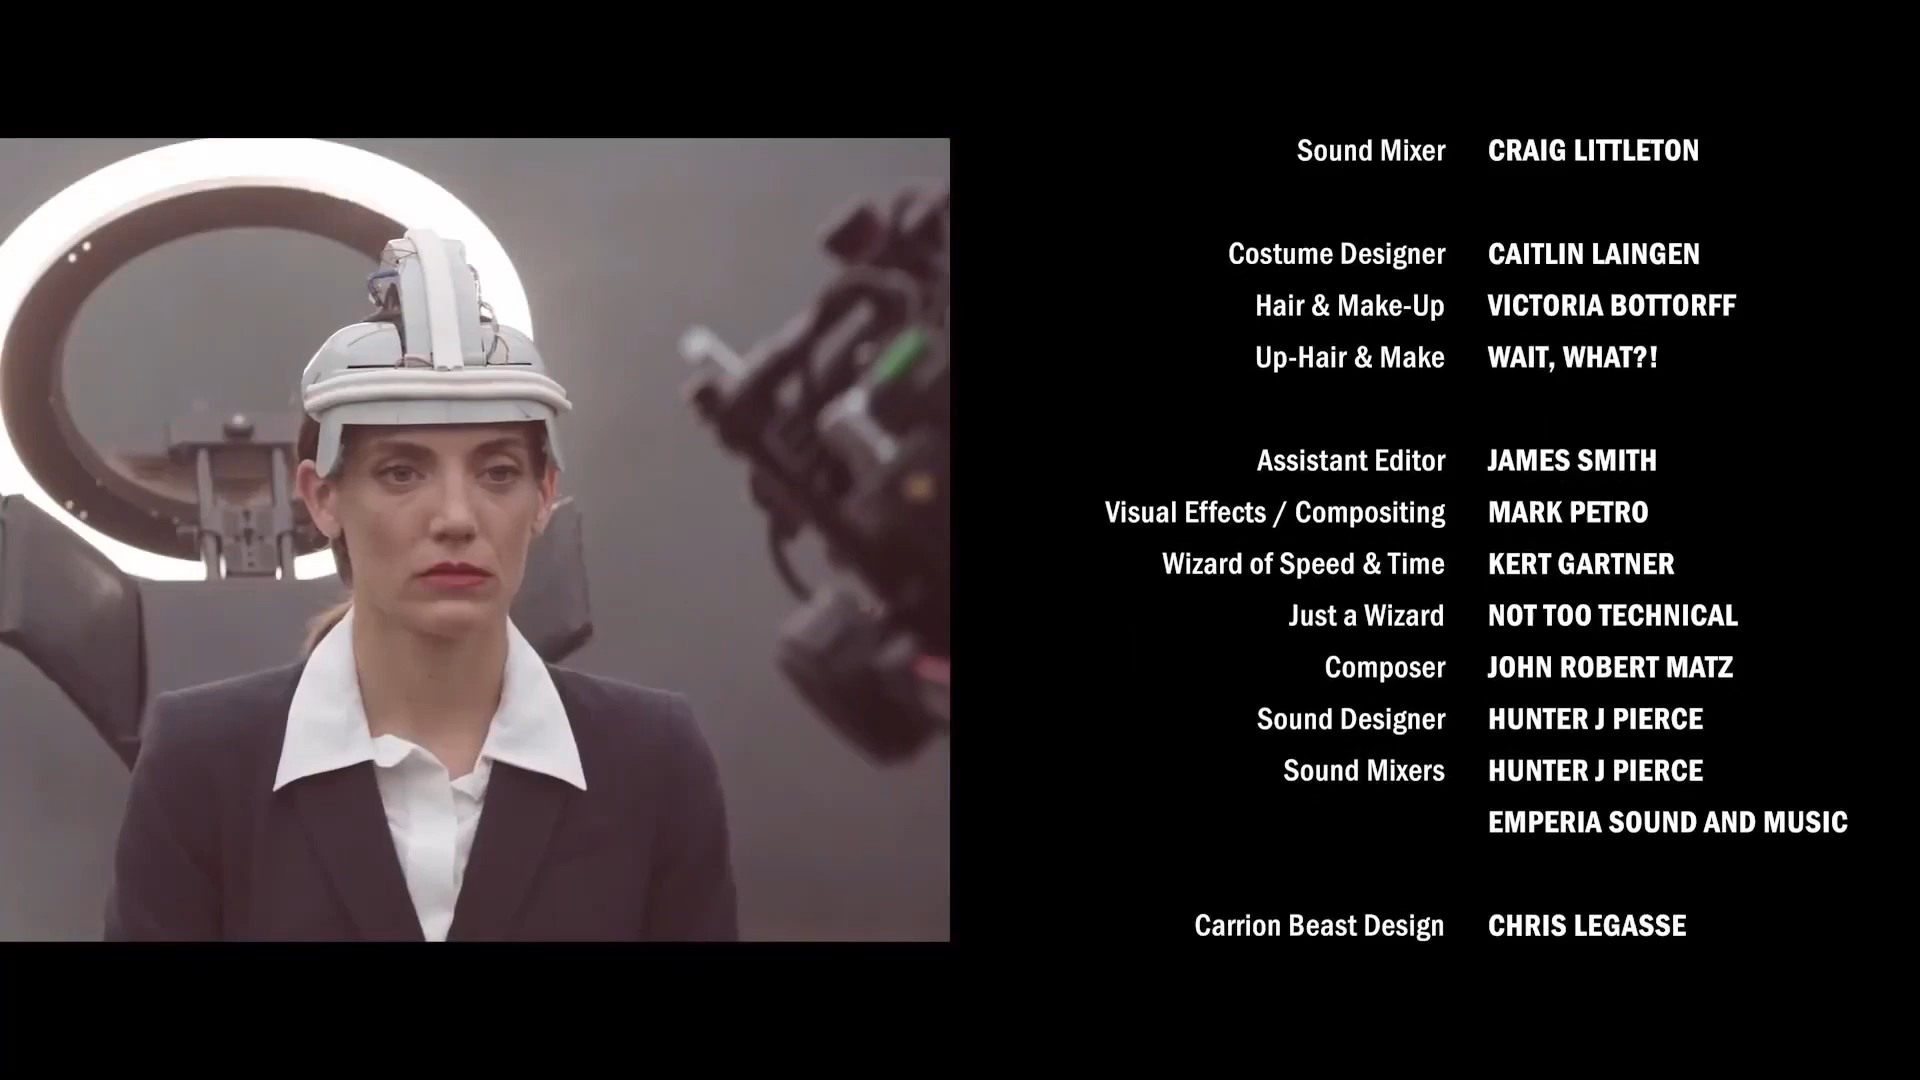 Sound Mixer CRAIG LITTLETON
Costume Designer CAITLIN LAINGEN
Hair & Make-Up VICTORIA BOTTORFF
Up-Hair & Make WAIT, WHAT?!
Assistant Editor JAMES SMITH
Visual Effects / Compositing MARK PETRO
Wizard of Speed & Time KERT GARTNER
Just a Wizard NOT TOO TECHNICAL
Composer JOHN ROBERT MATZ
Sound Designer HUNTER J PIERCE
Sound Mixers HUNTER J PIERCE
EMPERIA SOUND AND MUSIC
Carrion Beast Design CHRIS LEGASSE